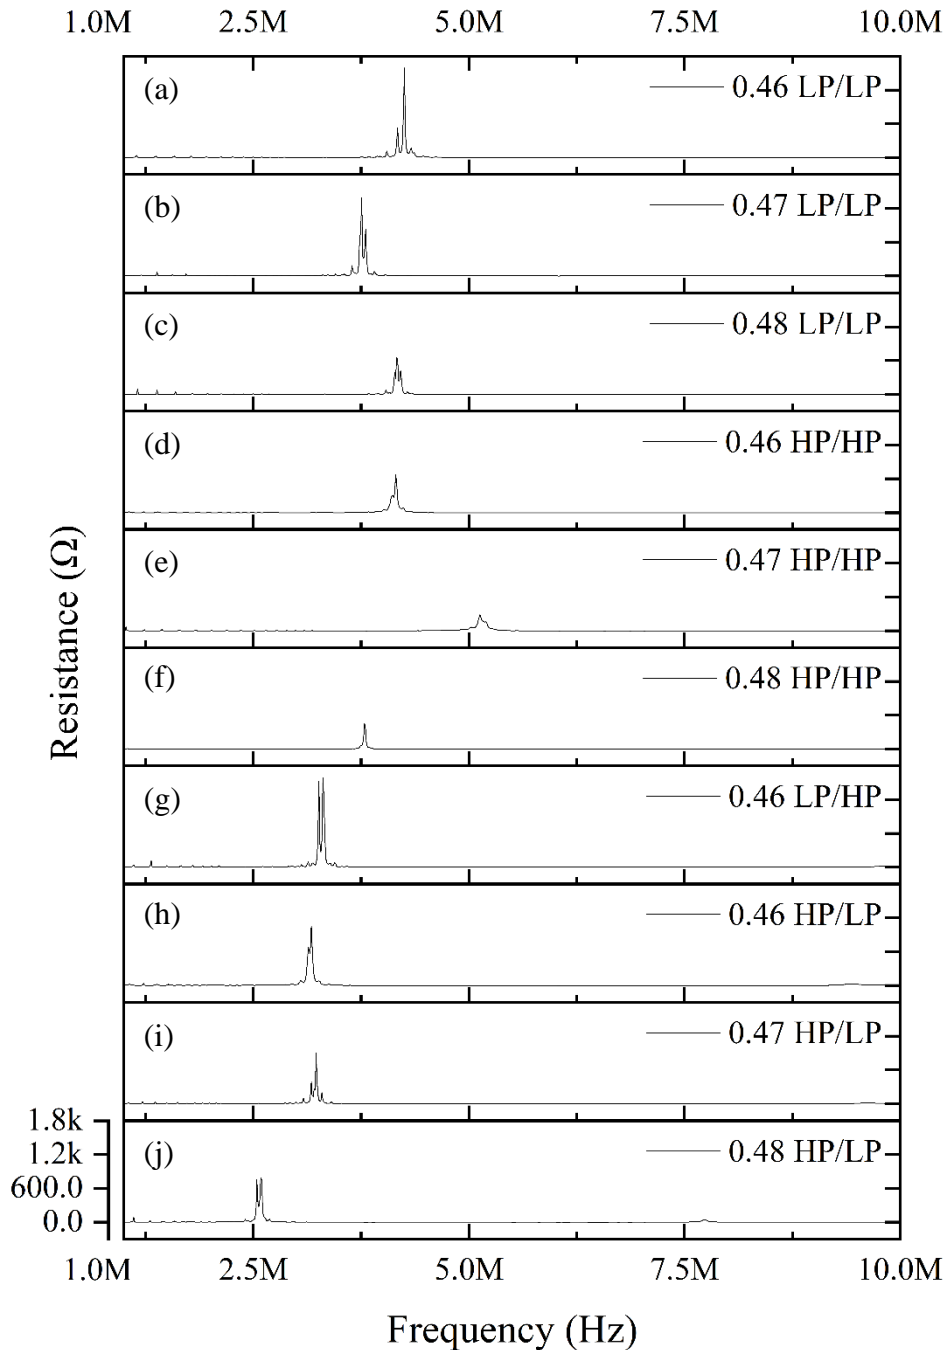 1.0M 2.5M 5.0M 7.5M 10.0M
(a) 0.46 LP/LP
(b) 0.47 LP/LP
(c) 0.48 LP/LP
(d) 0.46 HP/HP
(e) 0.47 HP/HP
(f) 0.48 HP/HP
(g) 0.46 LP/HP
(h) 0.46 HP/LP
(i) 0.47 HP/LP
(j) 0.48 HP/LP
Resistance (Ω)
1.8k
1.2k
600.0
0.0
1.0M 2.5M 5.0M 7.5M 10.0M
Frequency (Hz)